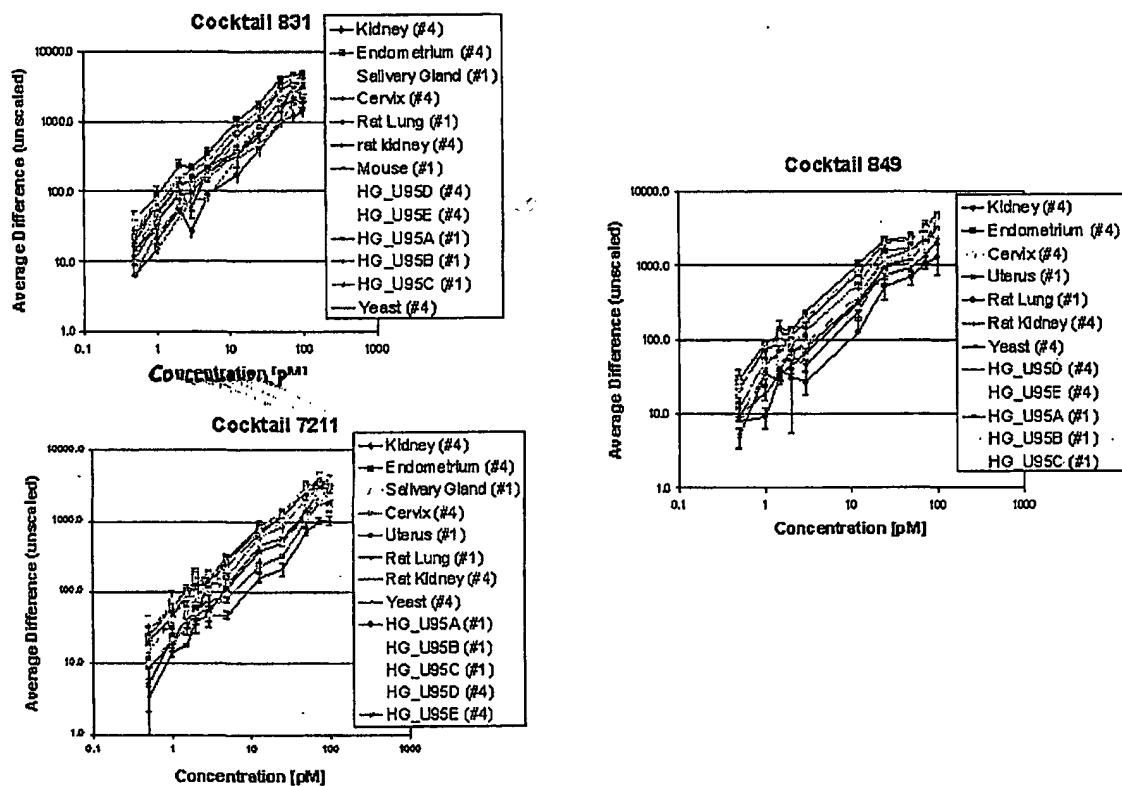 Cocktail 831
Average Difference (unscaled)
10000.0
1000.0
100.0
10.0
1.0
0.1
1
10
100
1000
Concentration [pM]
Kidney (#4)
Endometrium (#4)
Salivary Gland (#1)
Cervix (#4)
Rat Lung (#1)
rat kidney (#4)
Mouse (#1)
HG_U95D (#4)
HG_U95E (#4)
HG_U95A (#1)
HG_U95B (#1)
HG_U95C (#1)
Yeast (#4)
Cocktail 849
Average Difference (unscaled)
10000.0
1000.0
100.0
10.0
1.0
0.1
1
10
100
1000
Concentration [pM]
Kidney (#4)
Endometrium (#4)
Cervix (#4)
Uterus (#1)
Rat Lung (#1)
Rat Kidney (#4)
Yeast (#4)
HG_U95D (#4)
HG_U95E (#4)
HG_U95A (#1)
HG_U95B (#1)
HG_U95C (#1)
Cocktail 7211
Average Difference (unscaled)
10000.0
1000.0
100.0
10.0
1.0
0.1
1
10
100
1000
Concentration [pM]
Kidney (#4)
Endometrium (#4)
Salivary Gland (#1)
Cervix (#4)
Uterus (#1)
Rat Lung (#1)
Rat Kidney (#4)
Yeast (#4)
HG_U95A (#1)
HG_U95B (#1)
HG_U95C (#1)
HG_U95D (#4)
HG_U95E (#4)